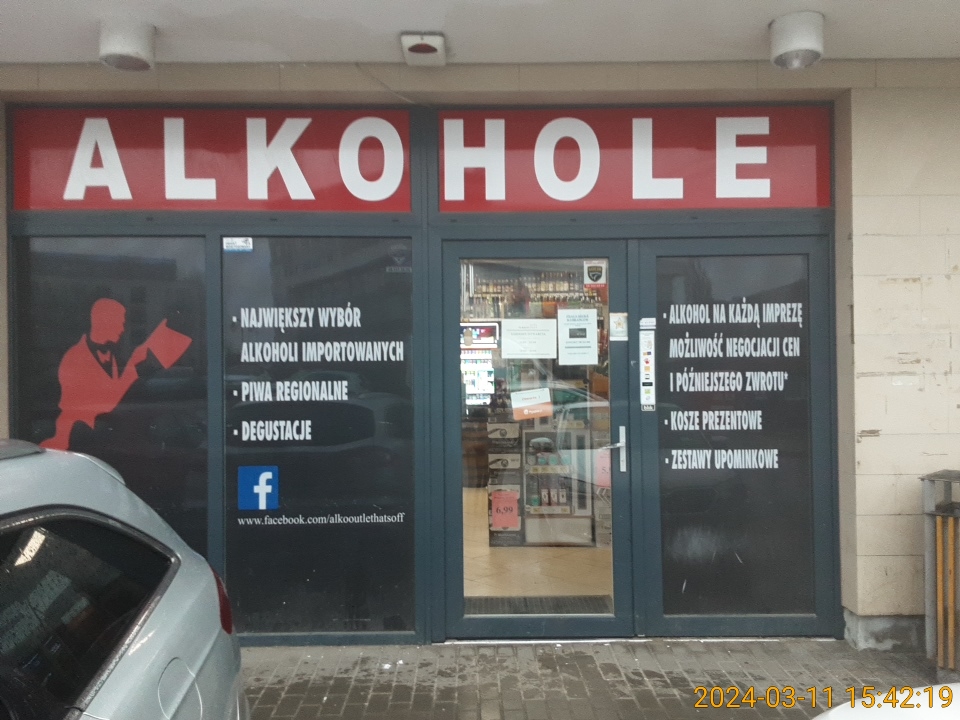 ALKOHOLE
· NAJWIĘKSZY WYBÓR
ALKOHOLI IMPORTOWANYCH
· PIWA REGIONALNE
· DEGUSTACJE
f
www.facebook.com/alkooutlethatsoff
6,99
· ALKOHOL NA KAŻDĄ IMPREZĘ
MOŻLIWOŚĆ NEGOCJACJI CEN
I PÓŹNIEJSZEGO ZWROTU*
· KOSZE PREZENTOWE
· ZESTAWY UPOMINKOWE
2024-03-11 15:42:19